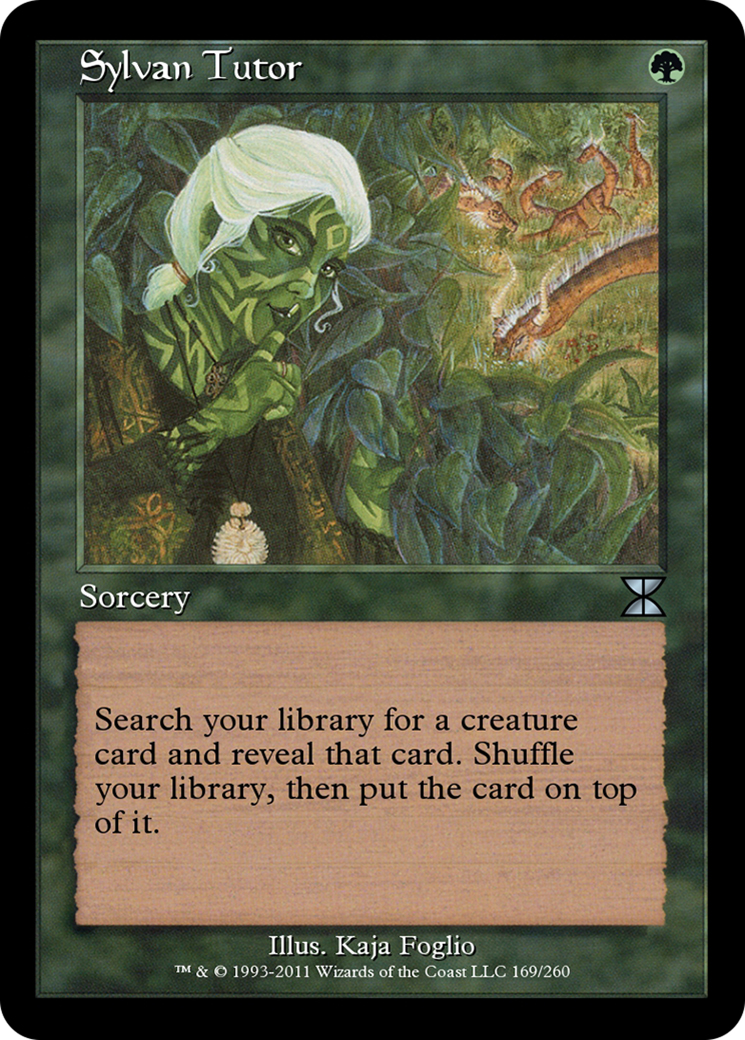 Sylvan Tutor
Sorcery
Search your library for a creature
card and reveal that card. Shuffle
your library, then put the card on top
of it.
Illus. Kaja Foglio
™ & © 1993-2011 Wizards of the Coast LLC 169/260